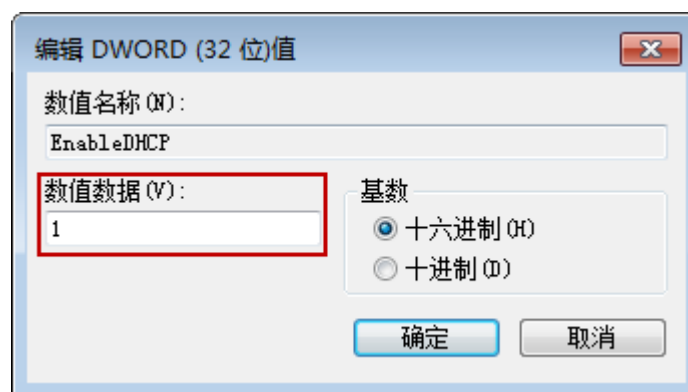 编辑 DWORD (32 位)值
数值名称(N):
EnableDHCP
数值数据(V):
1
基数
十六进制(H)
十进制(D)
确定
取消